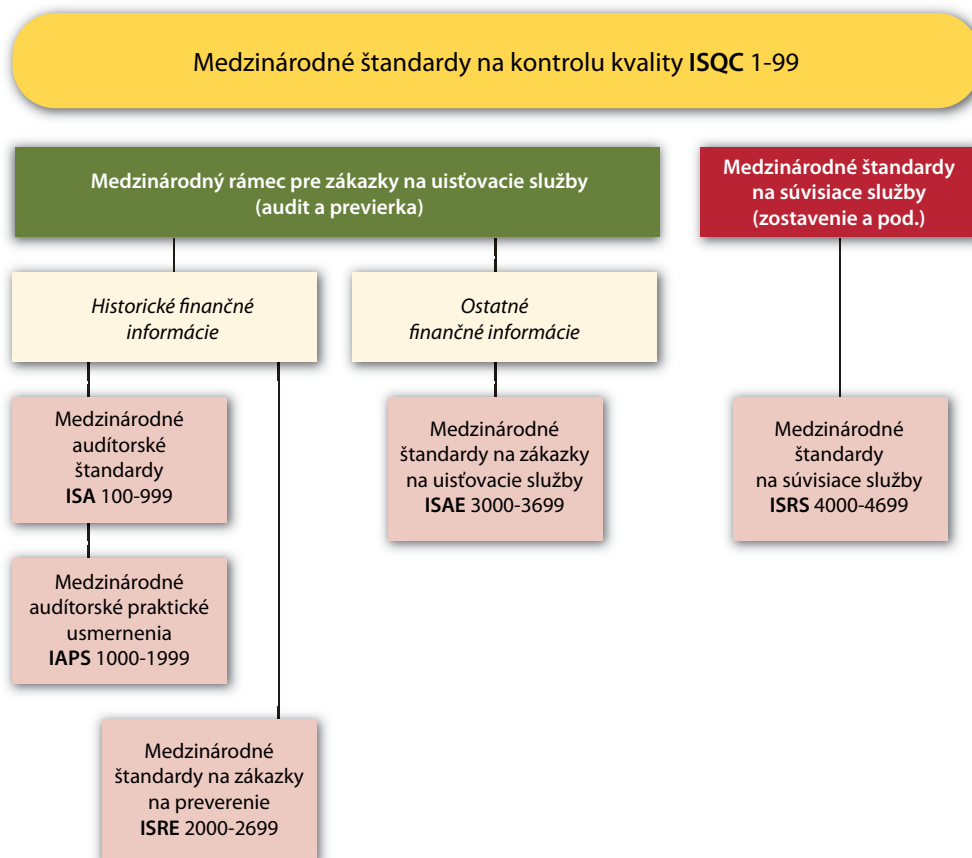 Medzinárodné štandardy na kontrolu kvality ISQC 1-99
Medzinárodný rámec pre zákazky na uisťovacie služby
(audit a previerka)
Medzinárodné štandardy
na súvisiace služby
(zostavenie a pod.)
Historické finančné
informácie
Ostatné
finančné informácie
Medzinárodné
audítorské
štandardy
ISA 100-999
Medzinárodné
štandardy na zákazky
na uisťovacie služby
ISAE 3000-3699
Medzinárodné
štandardy
na súvisiace služby
ISRS 4000-4699
Medzinárodné
audítorské praktické
usmernenia
IAPS 1000-1999
Medzinárodné
štandardy na zákazky
na preverenie
ISRE 2000-2699